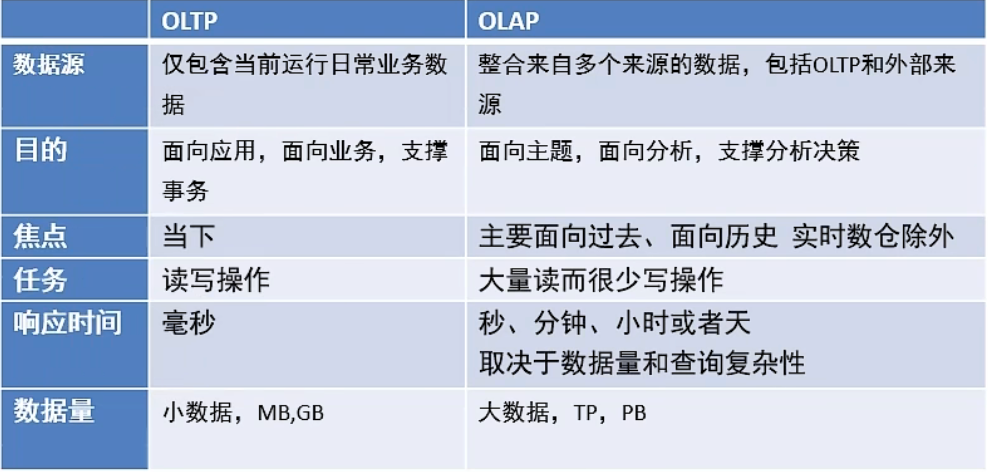 OLTP OLAP
数据源 仅包含当前运行日常业务数 整合来自多个来源的数据，包括OLTP和外部来
据 源
目的 面向应用，面向业务，支撑 面向主题，面向分析，支撑分析决策
事务
焦点 当下 主要面向过去、面向历史 实时数仓除外
任务 读写操作 大量读而很少写操作
响应时间 毫秒 秒、分钟、小时或者天
取决于数据量和查询复杂性
数据量 小数据，MB,GB 大数据，TP，PB